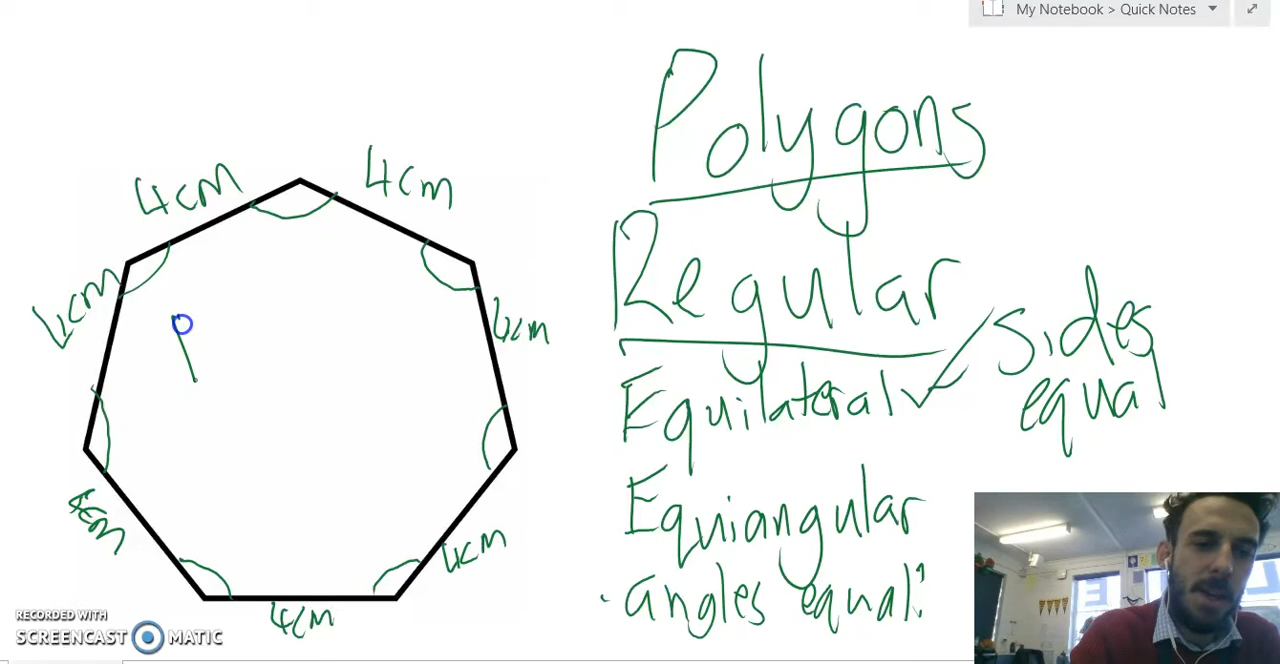 My Notebook > Quick Notes
Polygons
Regular
Equilateral ✓ sides
equal
Equiangular
- angles equal?
4cm
4cm
4cm
4cm
4cm
4cm
4cm
RECORDED WITH
SCREENCAST MATIC